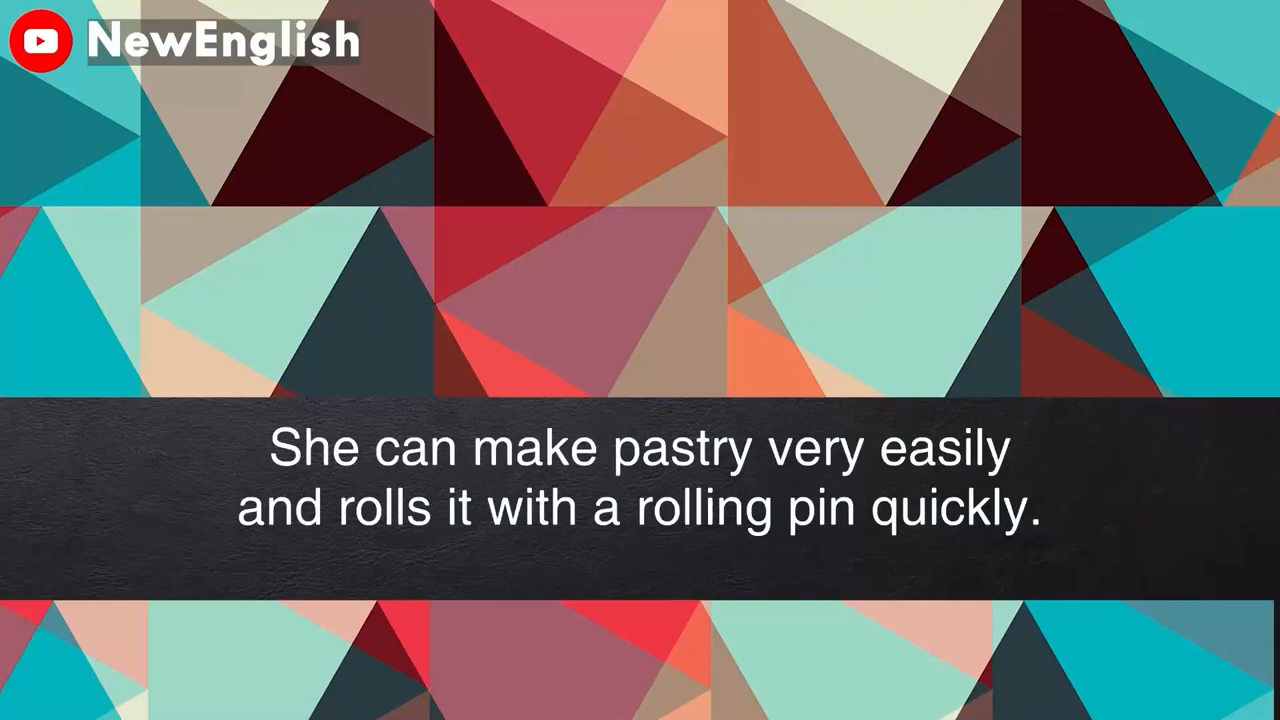 NewEnglish
She can make pastry very easily
and rolls it with a rolling pin quickly.